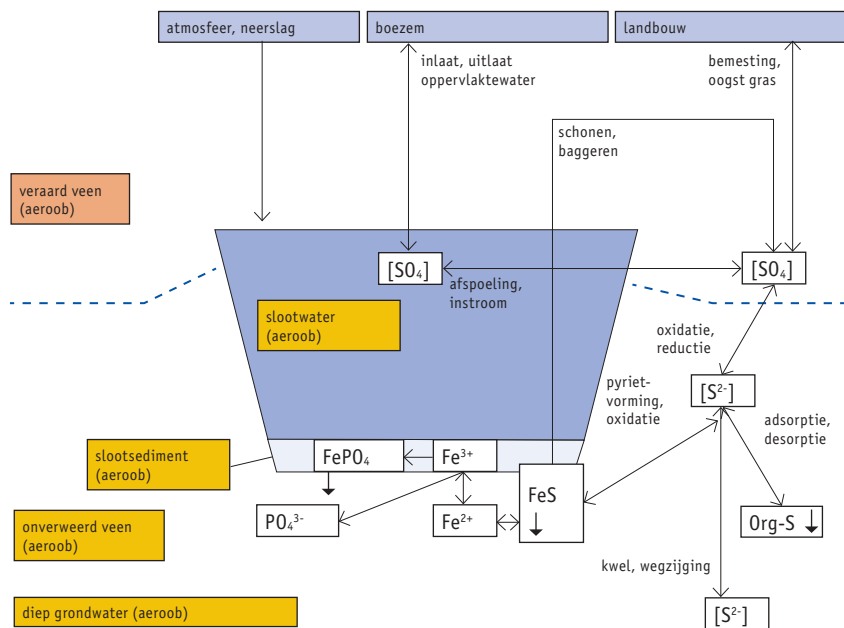 atmosfeer, neerslag
boezem
landbouw
inlaat, uitlaat
oppervlaktewater
bemesting,
oogst gras
schonen,
baggeren
veraard veen
(aeroob)
[SO₄]
[SO₄]
afspoeling,
instroom
slootwater
(aeroob)
oxidatie,
reductie
pyriet-
vorming,
oxidatie
[S²⁻]
adsorptie,
desorptie
slootsediment
(aeroob)
FePO₄
Fe³⁺
FeS
onverweerd veen
(aeroob)
PO₄³⁻
Fe²⁺
Org-S
kwel, wegzijging
diep grondwater (aeroob)
[S²⁻]